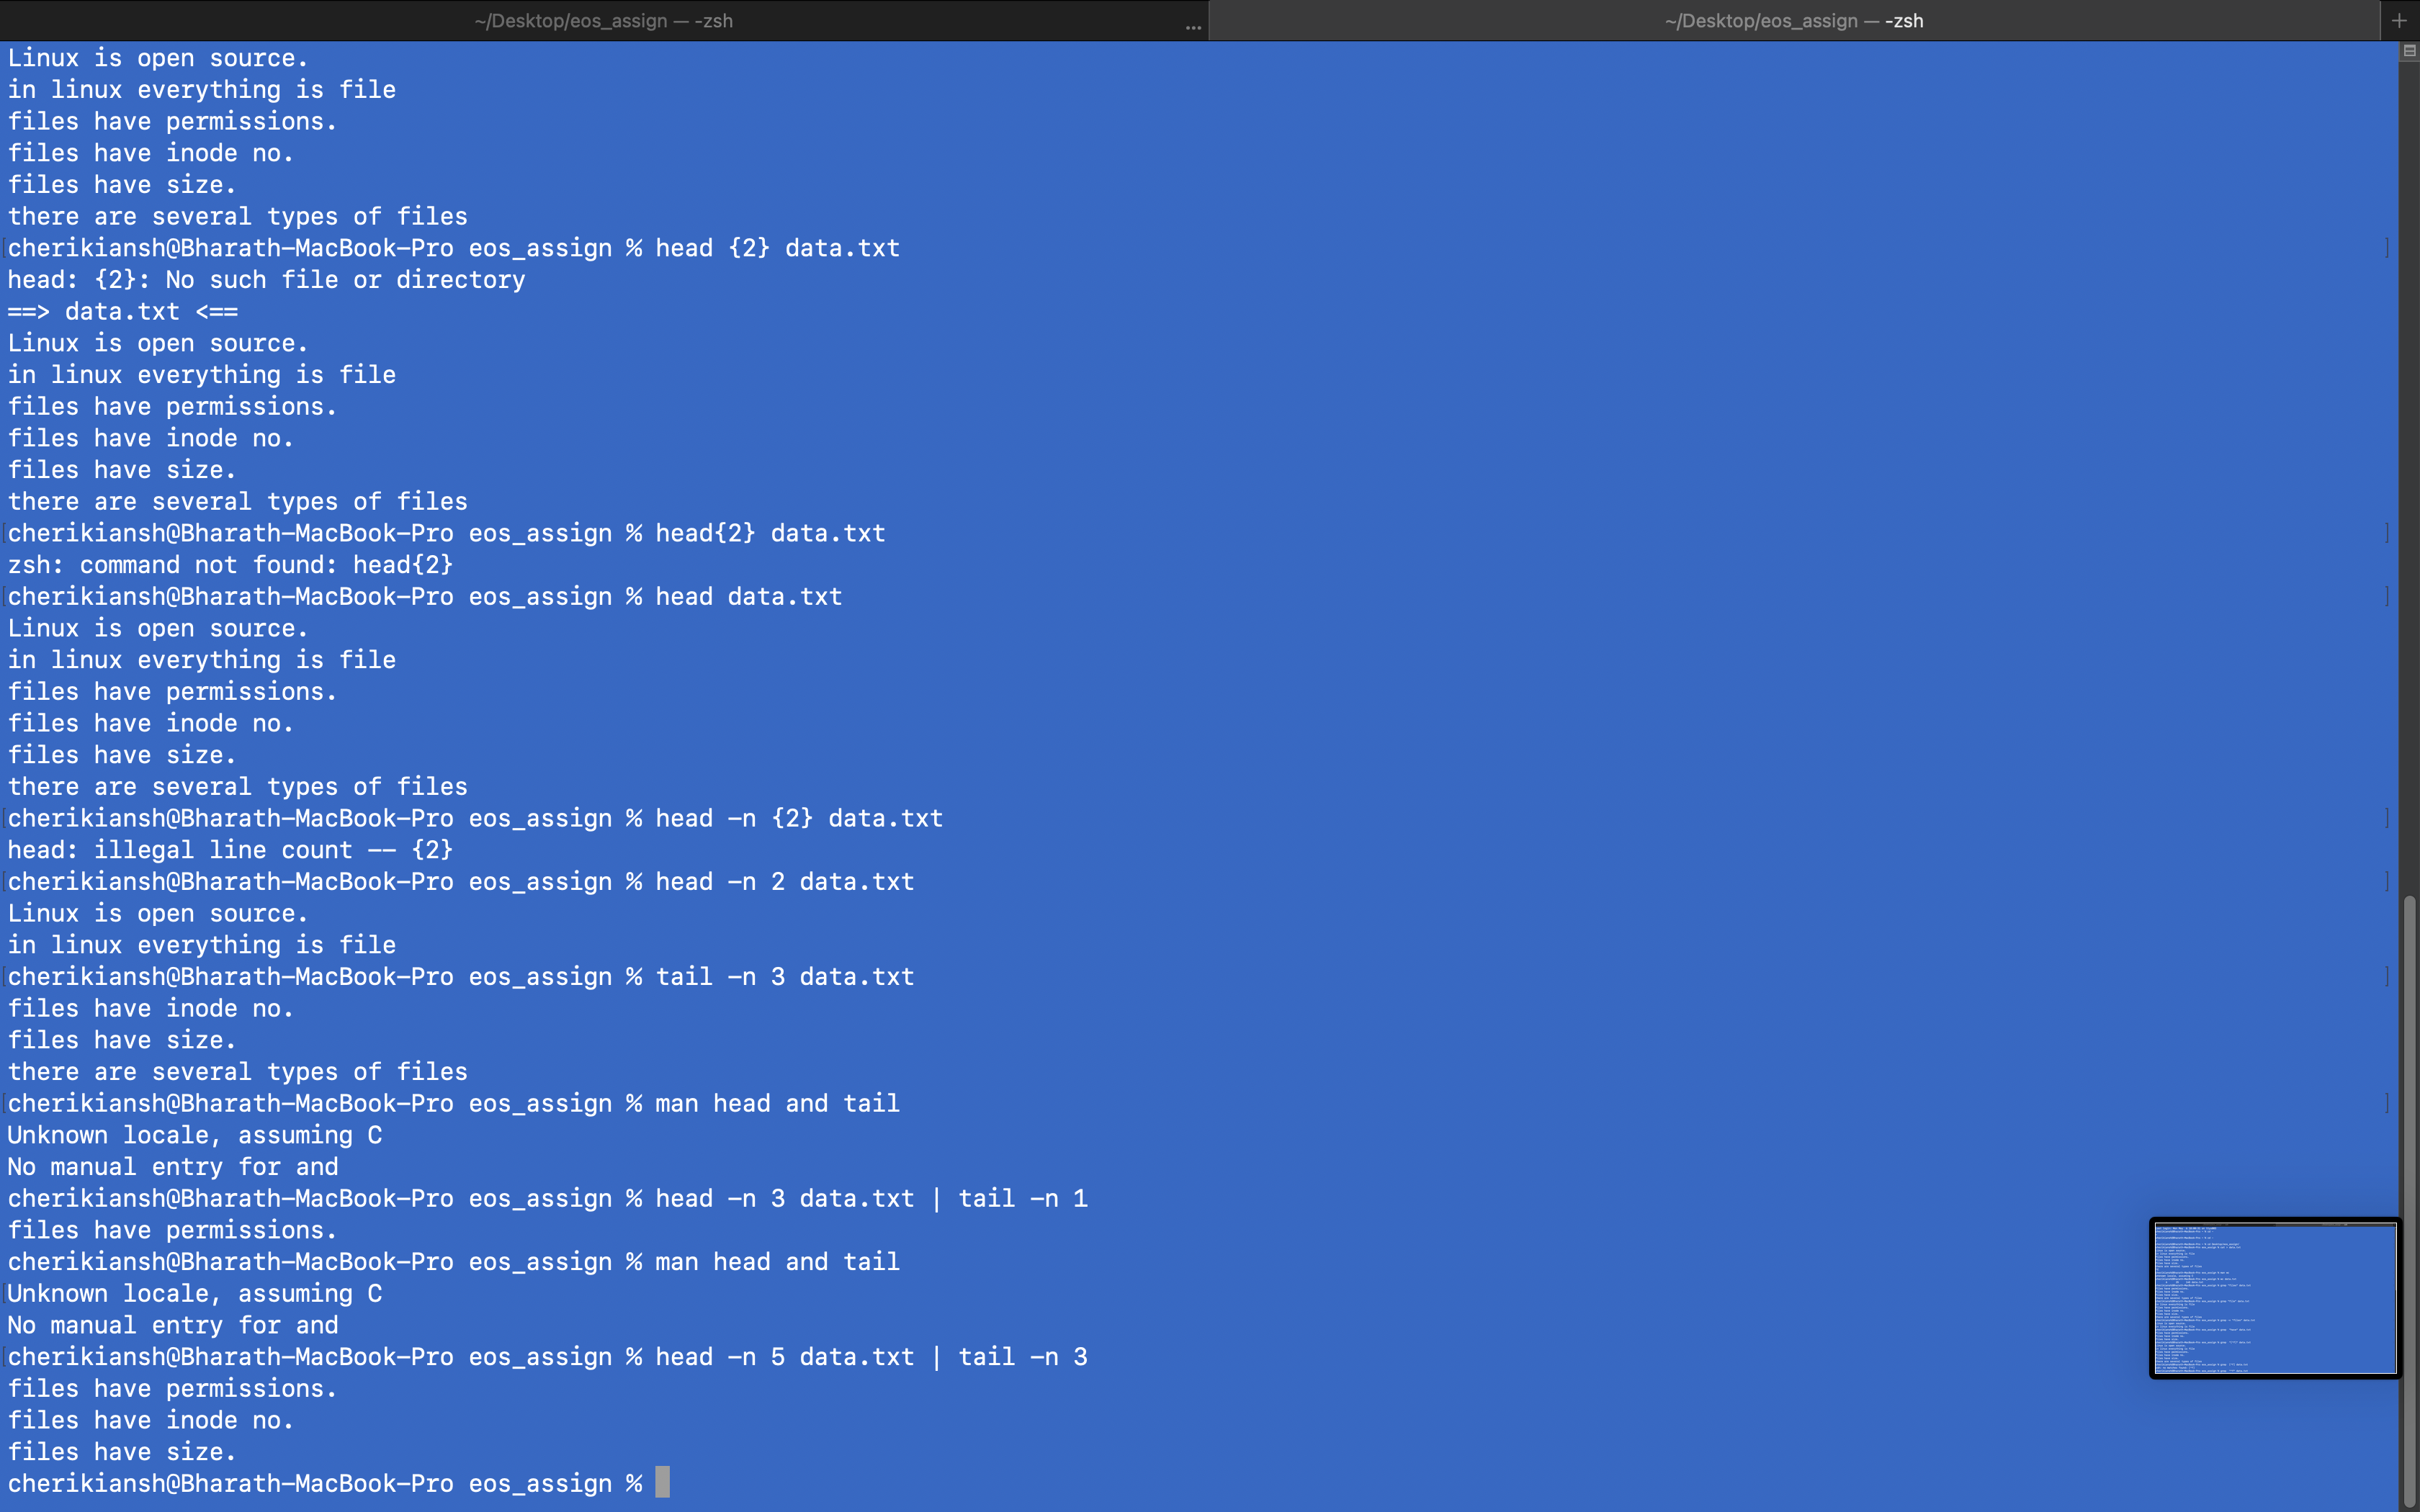 ~/Desktop/eos_assign — -zsh
...
~/Desktop/eos_assign — -zsh
+
Linux is open source.
in linux everything is file
files have permissions.
files have inode no.
files have size.
there are several types of files
[cherikiansh@Bharath-MacBook-Pro eos_assign % head {2} data.txt ]
head: {2}: No such file or directory
==> data.txt <==
Linux is open source.
in linux everything is file
files have permissions.
files have inode no.
files have size.
there are several types of files
[cherikiansh@Bharath-MacBook-Pro eos_assign % head{2} data.txt ]
zsh: command not found: head{2}
[cherikiansh@Bharath-MacBook-Pro eos_assign % head data.txt ]
Linux is open source.
in linux everything is file
files have permissions.
files have inode no.
files have size.
there are several types of files
[cherikiansh@Bharath-MacBook-Pro eos_assign % head -n {2} data.txt ]
head: illegal line count -- {2}
[cherikiansh@Bharath-MacBook-Pro eos_assign % head -n 2 data.txt ]
Linux is open source.
in linux everything is file
[cherikiansh@Bharath-MacBook-Pro eos_assign % tail -n 3 data.txt ]
files have inode no.
files have size.
there are several types of files
[cherikiansh@Bharath-MacBook-Pro eos_assign % man head and tail ]
Unknown locale, assuming C
No manual entry for and
cherikiansh@Bharath-MacBook-Pro eos_assign % head -n 3 data.txt | tail -n 1
files have permissions.
cherikiansh@Bharath-MacBook-Pro eos_assign % man head and tail
[Unknown locale, assuming C
No manual entry for and
[cherikiansh@Bharath-MacBook-Pro eos_assign % head -n 5 data.txt | tail -n 3
files have permissions.
files have inode no.
files have size.
cherikiansh@Bharath-MacBook-Pro eos_assign %